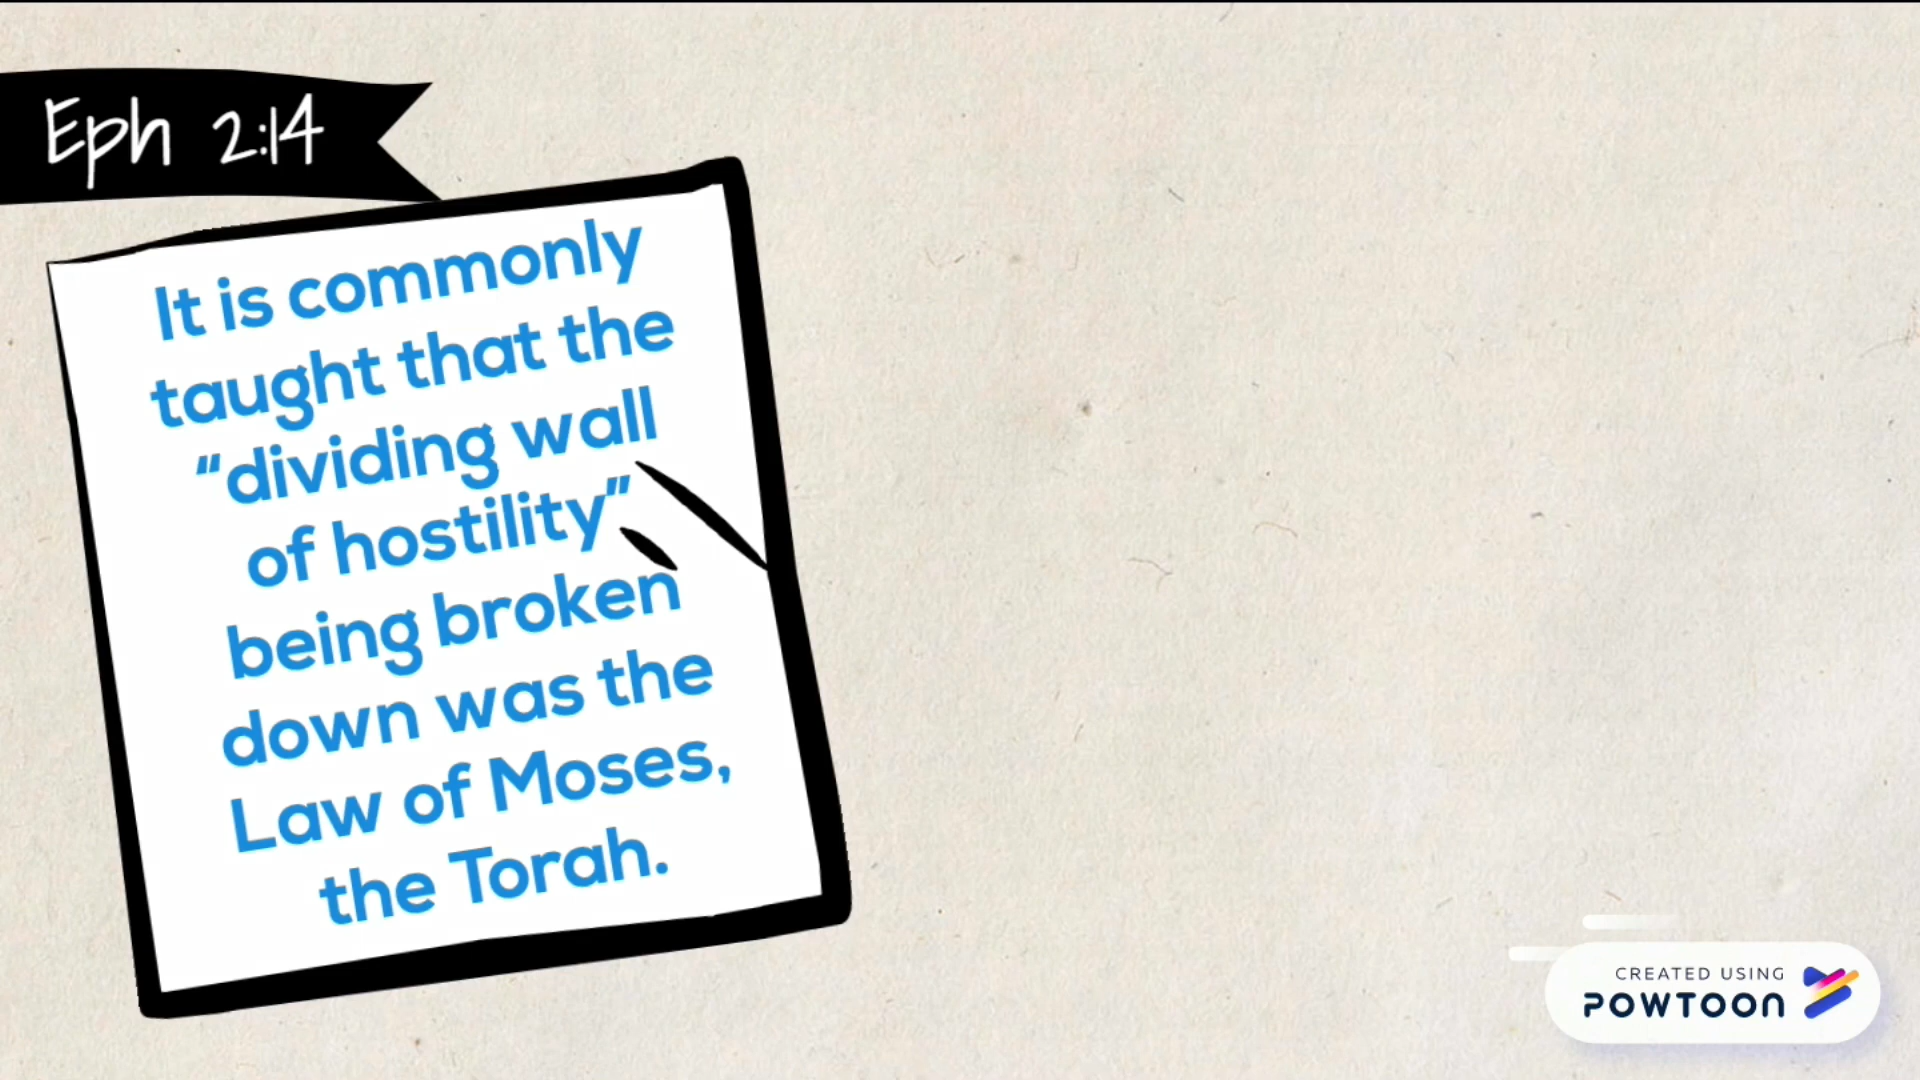 Eph 2:14
It is commonly
taught that the
“dividing wall
of hostility”
being broken
down was the
Law of Moses,
the Torah.
CREATED USING
POWTOON